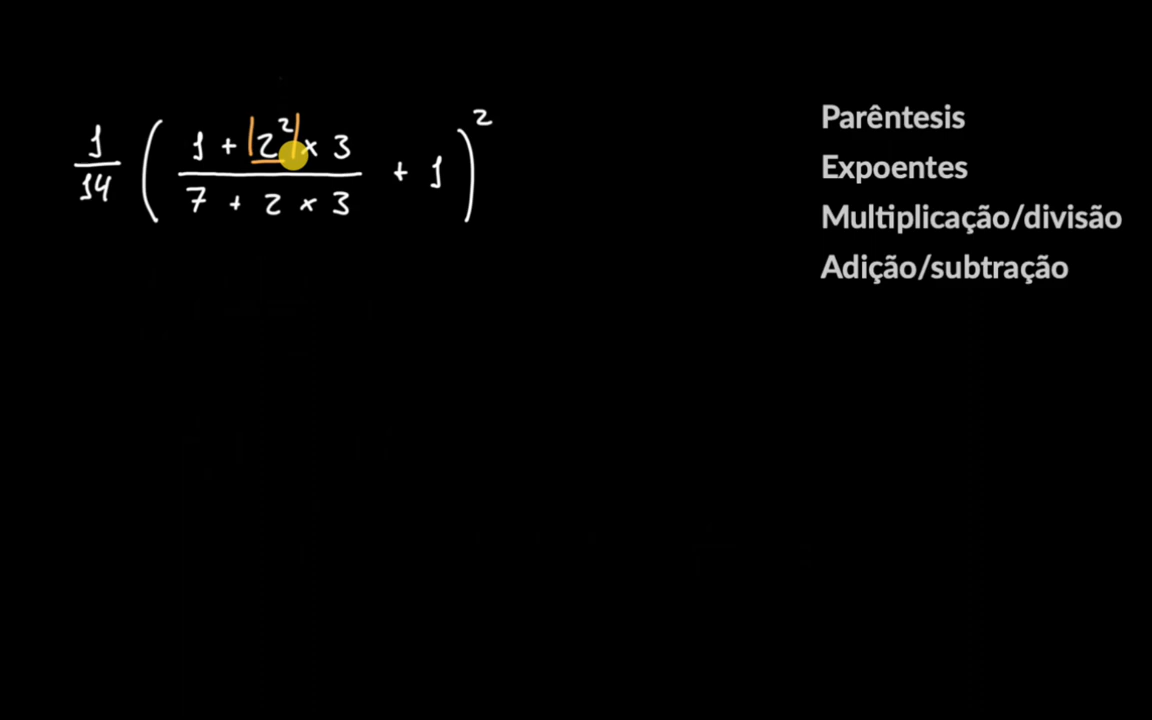 1/14 ( (1 + |2²| × 3) / (7 + 2 × 3) + 1 )²
Parêntesis
Expoentes
Multiplicação/divisão
Adição/subtração